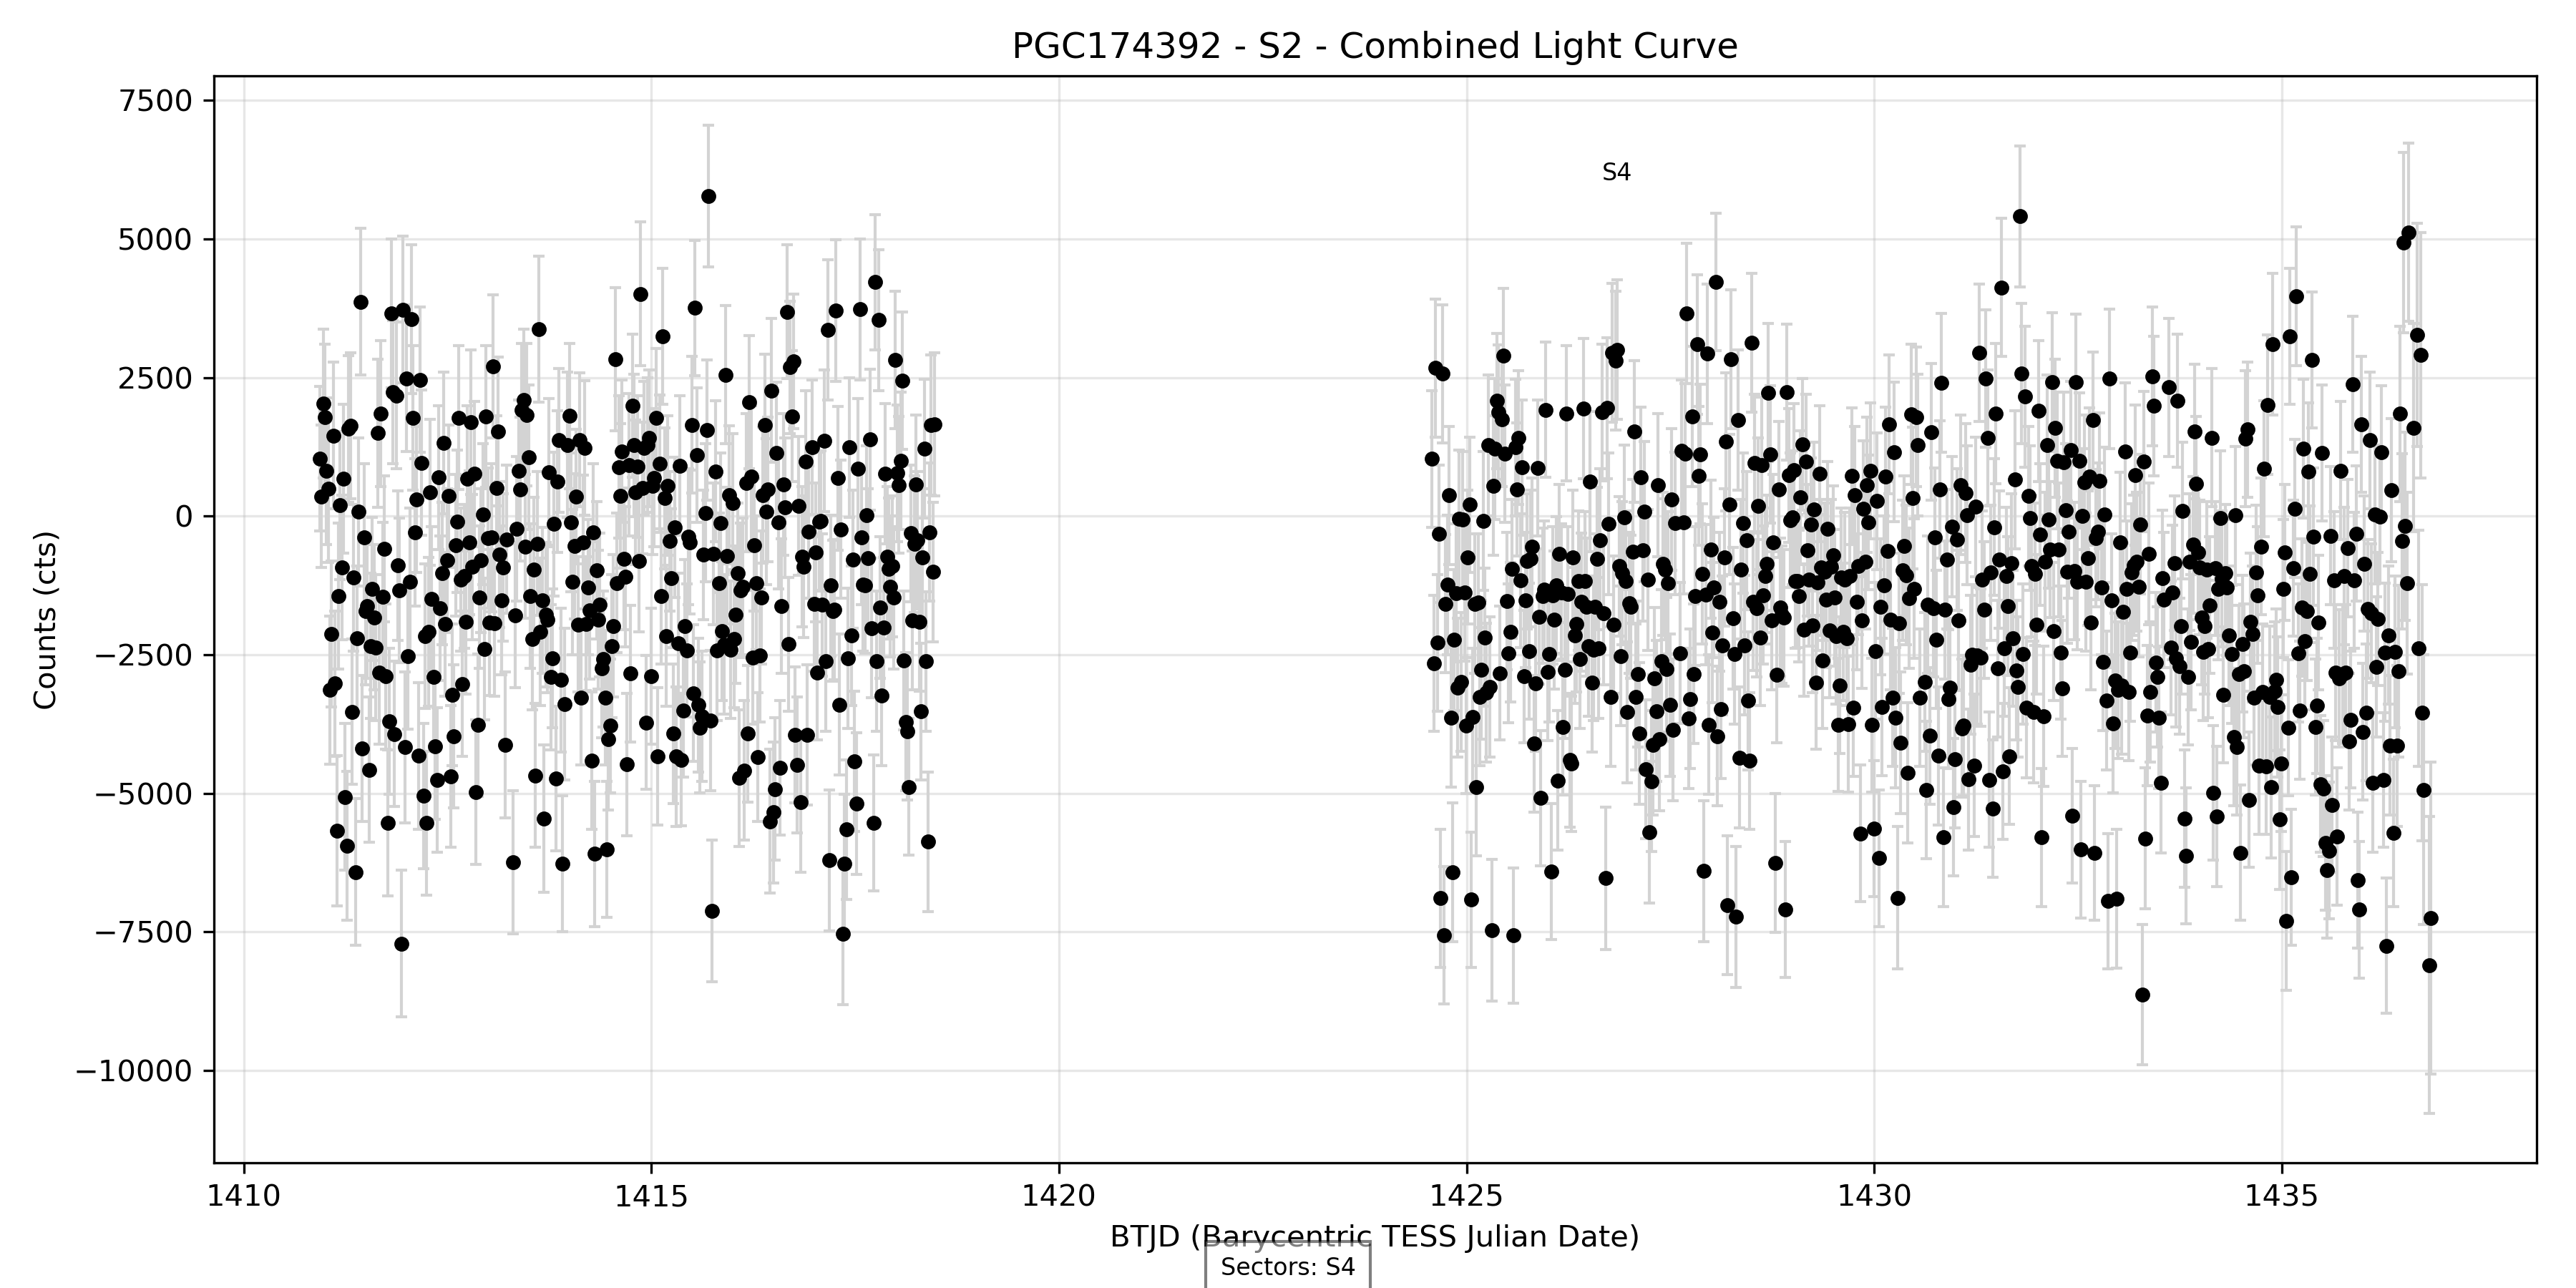 PGC174392 - S2 - Combined Light Curve
7500
5000
2500
0
−2500
−5000
−7500
−10000
Counts (cts)
S4
1410 1415 1420 1425 1430 1435
BTJD (Barycentric TESS Julian Date)
Sectors: S4